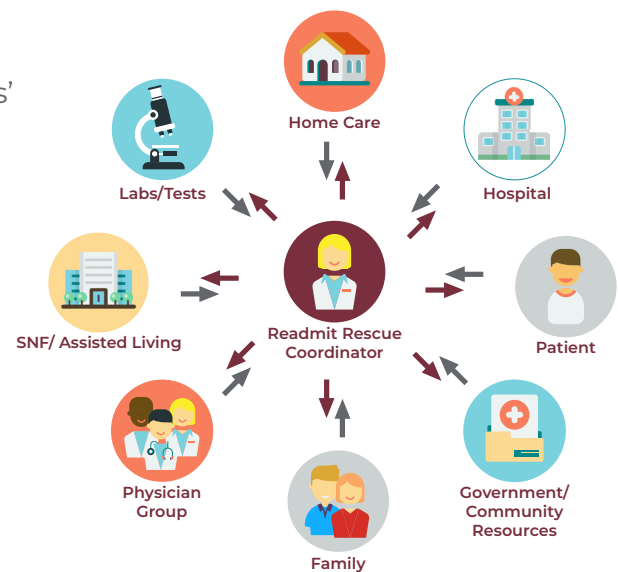 s’
Home Care
Labs/Tests
Hospital
SNF/ Assisted Living
Readmit Rescue
Coordinator
Patient
Physician
Group
Government/
Community
Resources
Family